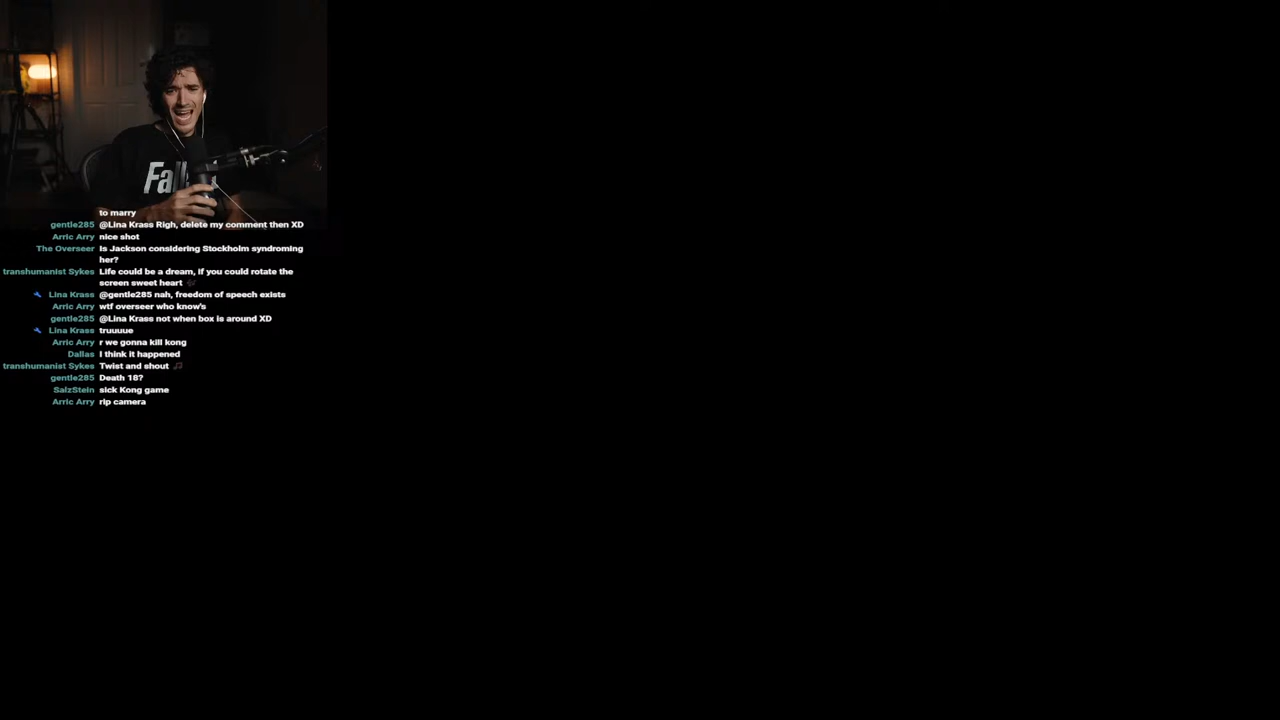 Fall
to marry
gentle285 @Lina Krass Righ, delete my comment then XD
Arric Arry nice shot
The Overseer Is Jackson considering Stockholm syndroming
her?
transhumanist Sykes Life could be a dream, if you could rotate the
screen sweet heart 🎶
Lina Krass @gentle285 nah, freedom of speech exists
Arric Arry wtf overseer who know's
gentle285 @Lina Krass not when box is around XD
Lina Krass truuuue
Arric Arry r we gonna kill kong
Dallas I think it happened
transhumanist Sykes Twist and shout 🎵
gentle285 Death 18?
SalzStein sick Kong game
Arric Arry rip camera